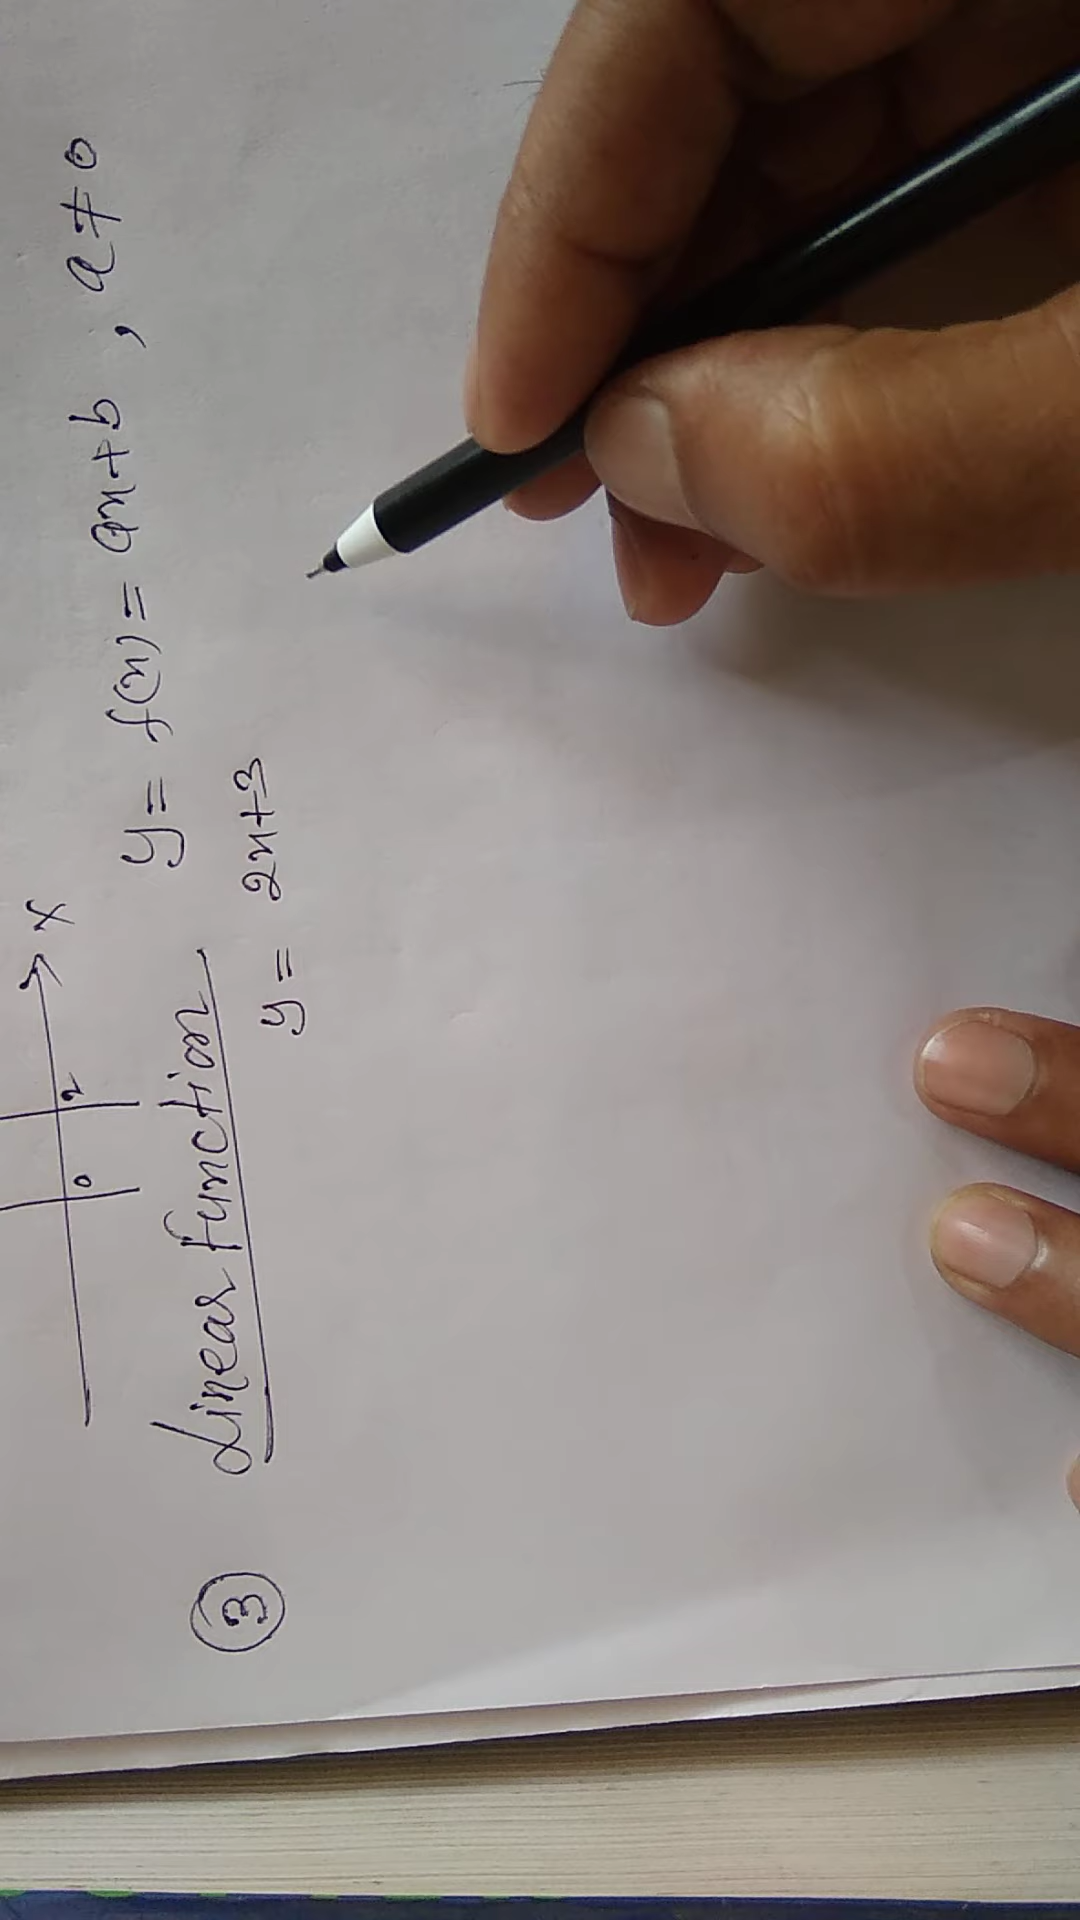 0 2 X
③ Linear function y = f(x) = ax+b , a ≠ 0
y = 2x+3